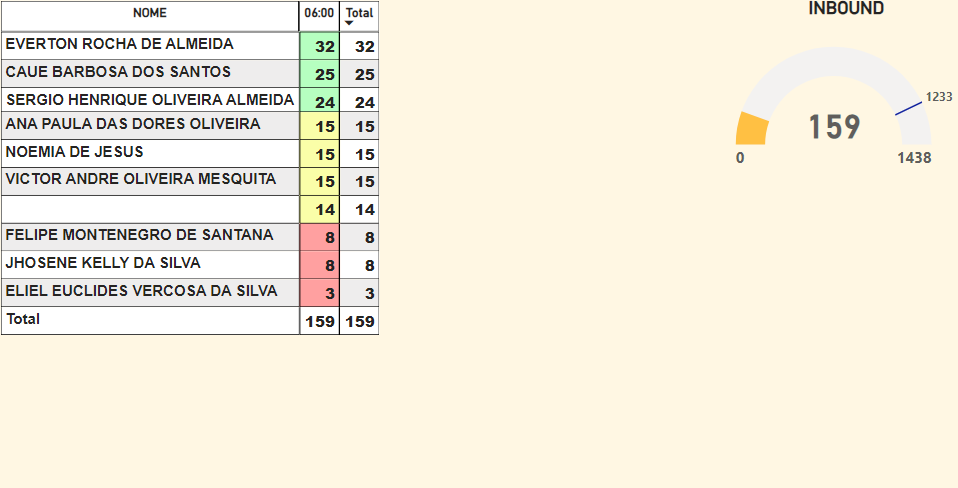 NOME 06:00 Total
EVERTON ROCHA DE ALMEIDA 32 32
CAUE BARBOSA DOS SANTOS 25 25
SERGIO HENRIQUE OLIVEIRA ALMEIDA 24 24
ANA PAULA DAS DORES OLIVEIRA 15 15
NOEMIA DE JESUS 15 15
VICTOR ANDRE OLIVEIRA MESQUITA 15 15
14 14
FELIPE MONTENEGRO DE SANTANA 8 8
JHOSENE KELLY DA SILVA 8 8
ELIEL EUCLIDES VERCOSA DA SILVA 3 3
Total 159 159
INBOUND
1233
159
0 1438